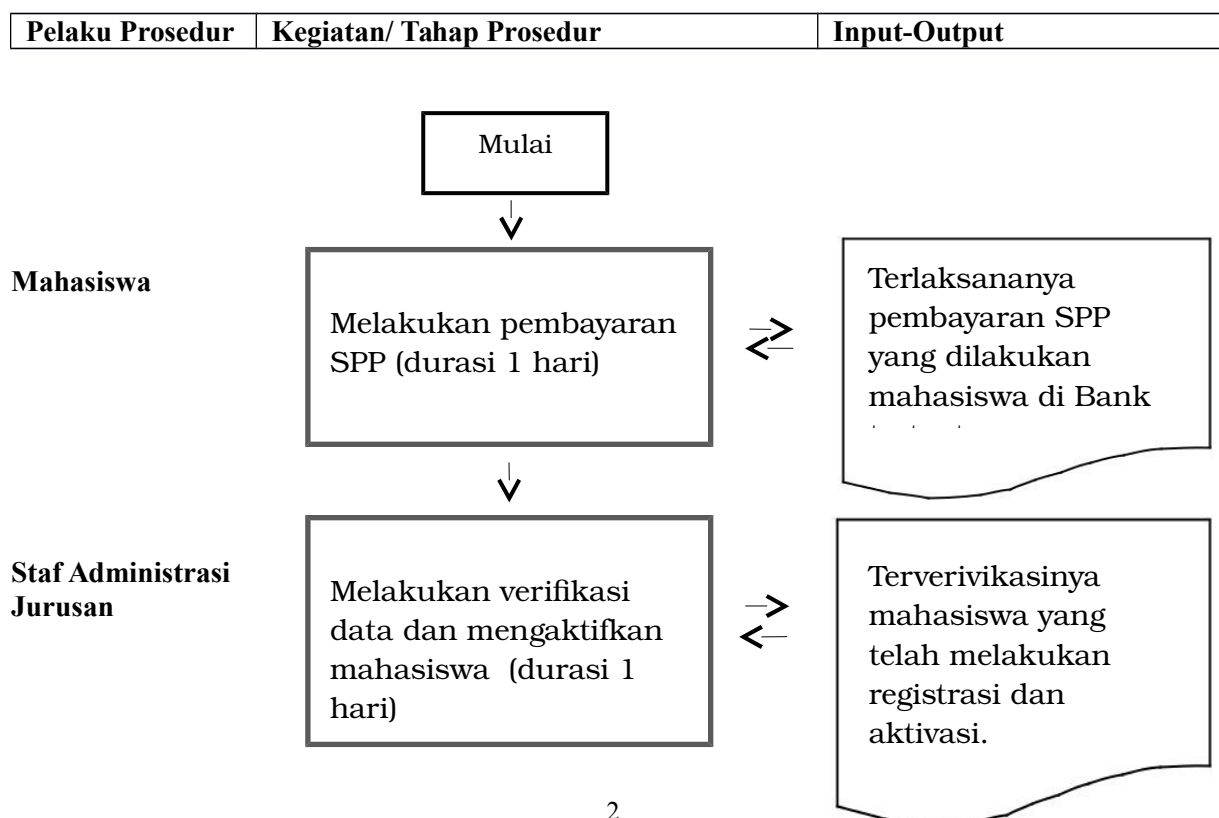 Pelaku Prosedur Kegiatan/ Tahap Prosedur Input-Output
Mulai
Mahasiswa
Melakukan pembayaran
SPP (durasi 1 hari)
Terlaksananya
pembayaran SPP
yang dilakukan
mahasiswa di Bank
Staf Administrasi
Jurusan
Melakukan verifikasi
data dan mengaktifkan
mahasiswa (durasi 1
hari)
Terverivikasinya
mahasiswa yang
telah melakukan
registrasi dan
aktivasi.
2